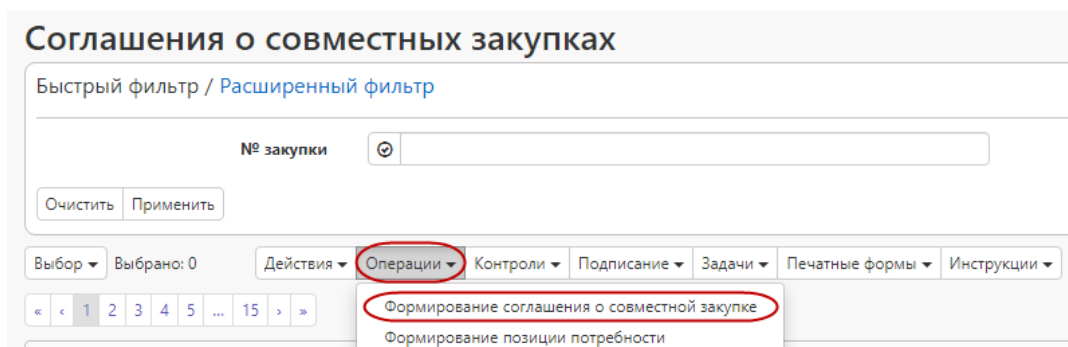 Соглашения о совместных закупках
Быстрый фильтр / Расширенный фильтр
№ закупки
Очистить Применить
Выбор Выбрано: 0 Действия Операции Контроли Подписание Задачи Печатные формы Инструкции
« ‹ 1 2 3 4 5 ... 15 › »
Формирование соглашения о совместной закупке
Формирование позиции потребности